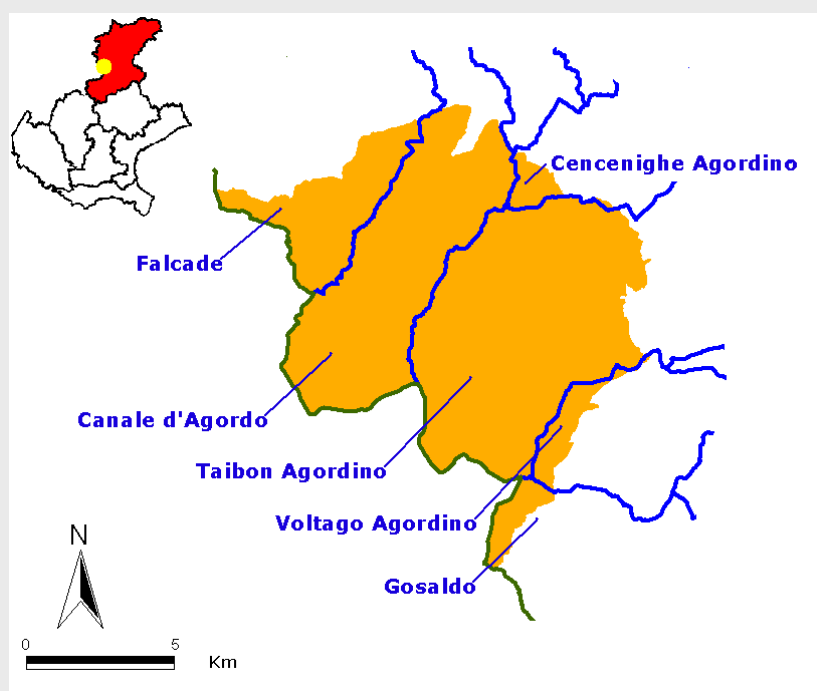 Cencenighe Agordino
Falcade
Canale d'Agordo
Taibon Agordino
Voltago Agordino
Gosaldo
N
0 5
Km